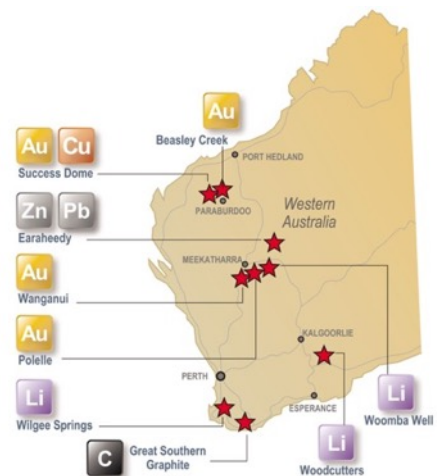 Au
Beasley Creek
Au Cu
Success Dome
PORT HEDLAND
PARABURDOO
Western
Australia
Zn Pb
Earaheedy
MEEKATHARRA
Au
Wanganui
Au
Polelle
KALGOORLIE
PERTH
Li
Wilgee Springs
ESPERANCE
Li
Woomba Well
C
Great Southern
Graphite
Li
Woodcutters